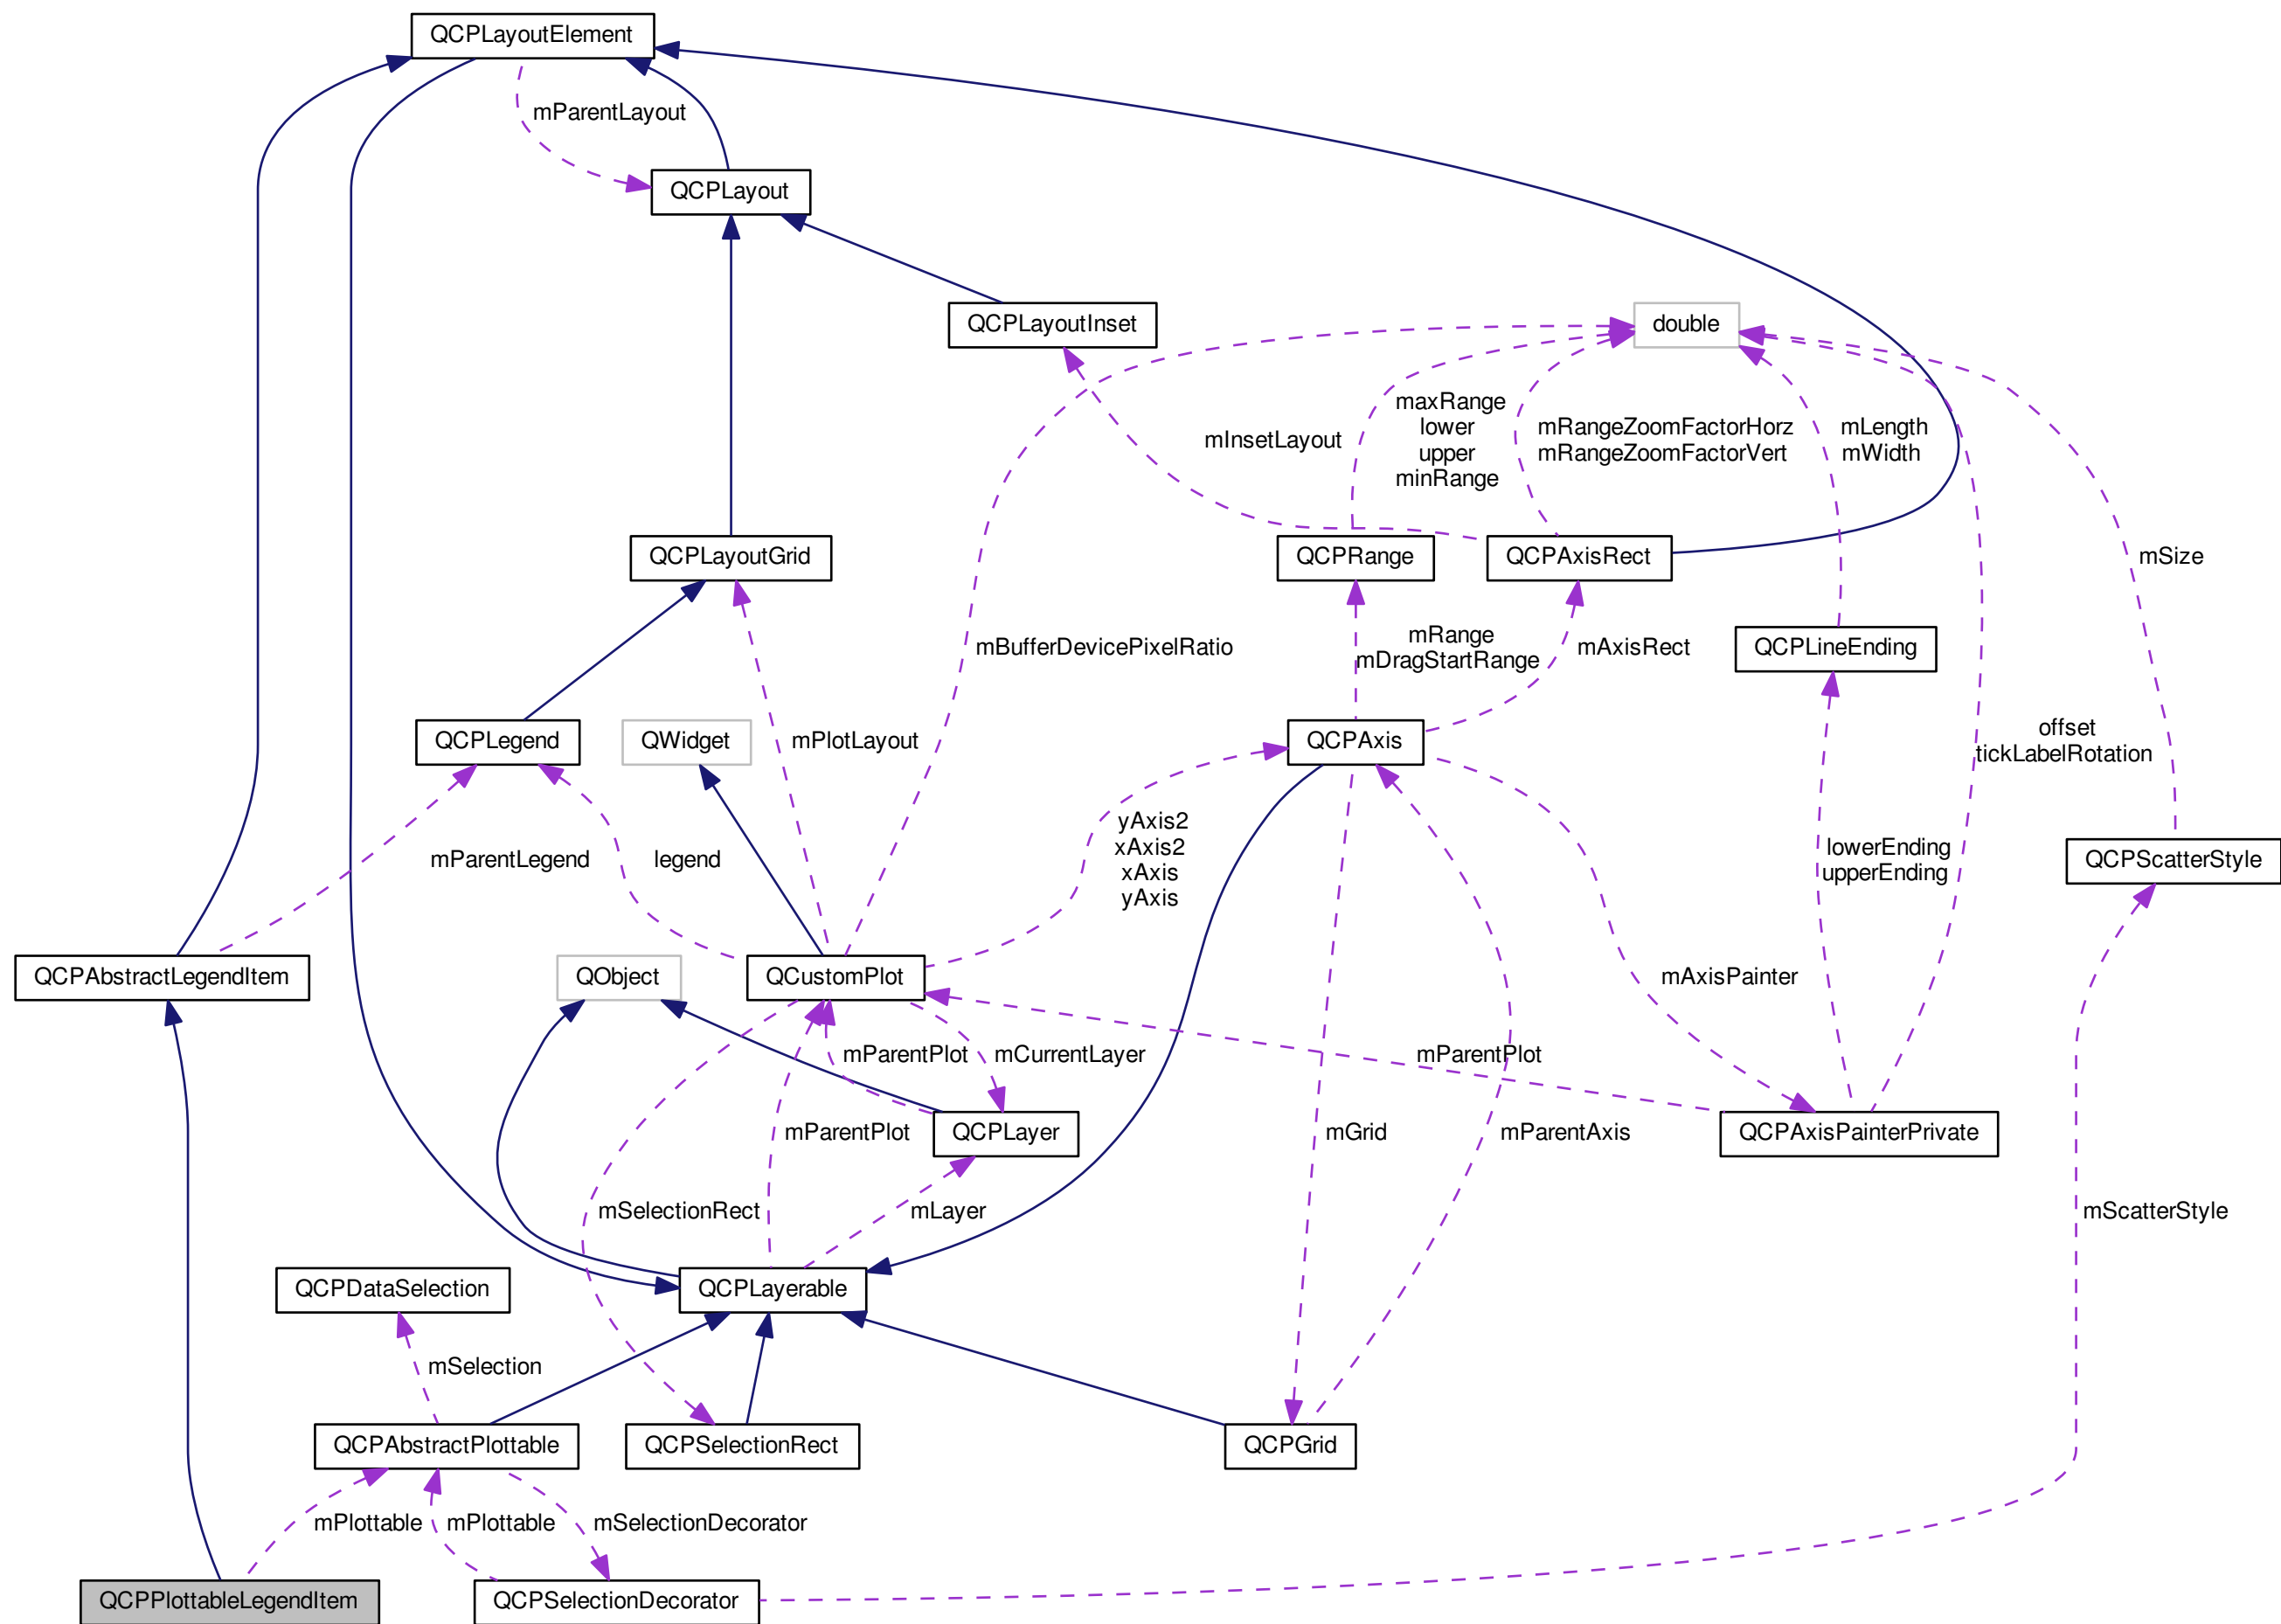 QCPLayoutElement
mParentLayout
QCPLayout
QCPLayoutInset
double
maxRange
lower
upper
minRange
mInsetLayout
mRangeZoomFactorHorz
mRangeZoomFactorVert
mLength
mWidth
QCPLayoutGrid
QCPRange
QCPAxisRect
mSize
mBufferDevicePixelRatio
mRange
mDragStartRange
mAxisRect
QCPLineEnding
QCPLegend
QWidget
mPlotLayout
QCPAxis
offset
tickLabelRotation
mParentLegend
legend
yAxis2
xAxis2
xAxis
yAxis
lowerEnding
upperEnding
QCPScatterStyle
QCPAbstractLegendItem
QObject
QCustomPlot
mAxisPainter
mParentPlot
mCurrentLayer
mParentPlot
mParentPlot
QCPLayer
mGrid
mParentAxis
QCPAxisPainterPrivate
mSelectionRect
mLayer
mScatterStyle
QCPDataSelection
QCPLayerable
mSelection
QCPAbstractPlottable
QCPSelectionRect
QCPGrid
mPlottable
mPlottable
mSelectionDecorator
QCPPlottableLegendItem
QCPSelectionDecorator